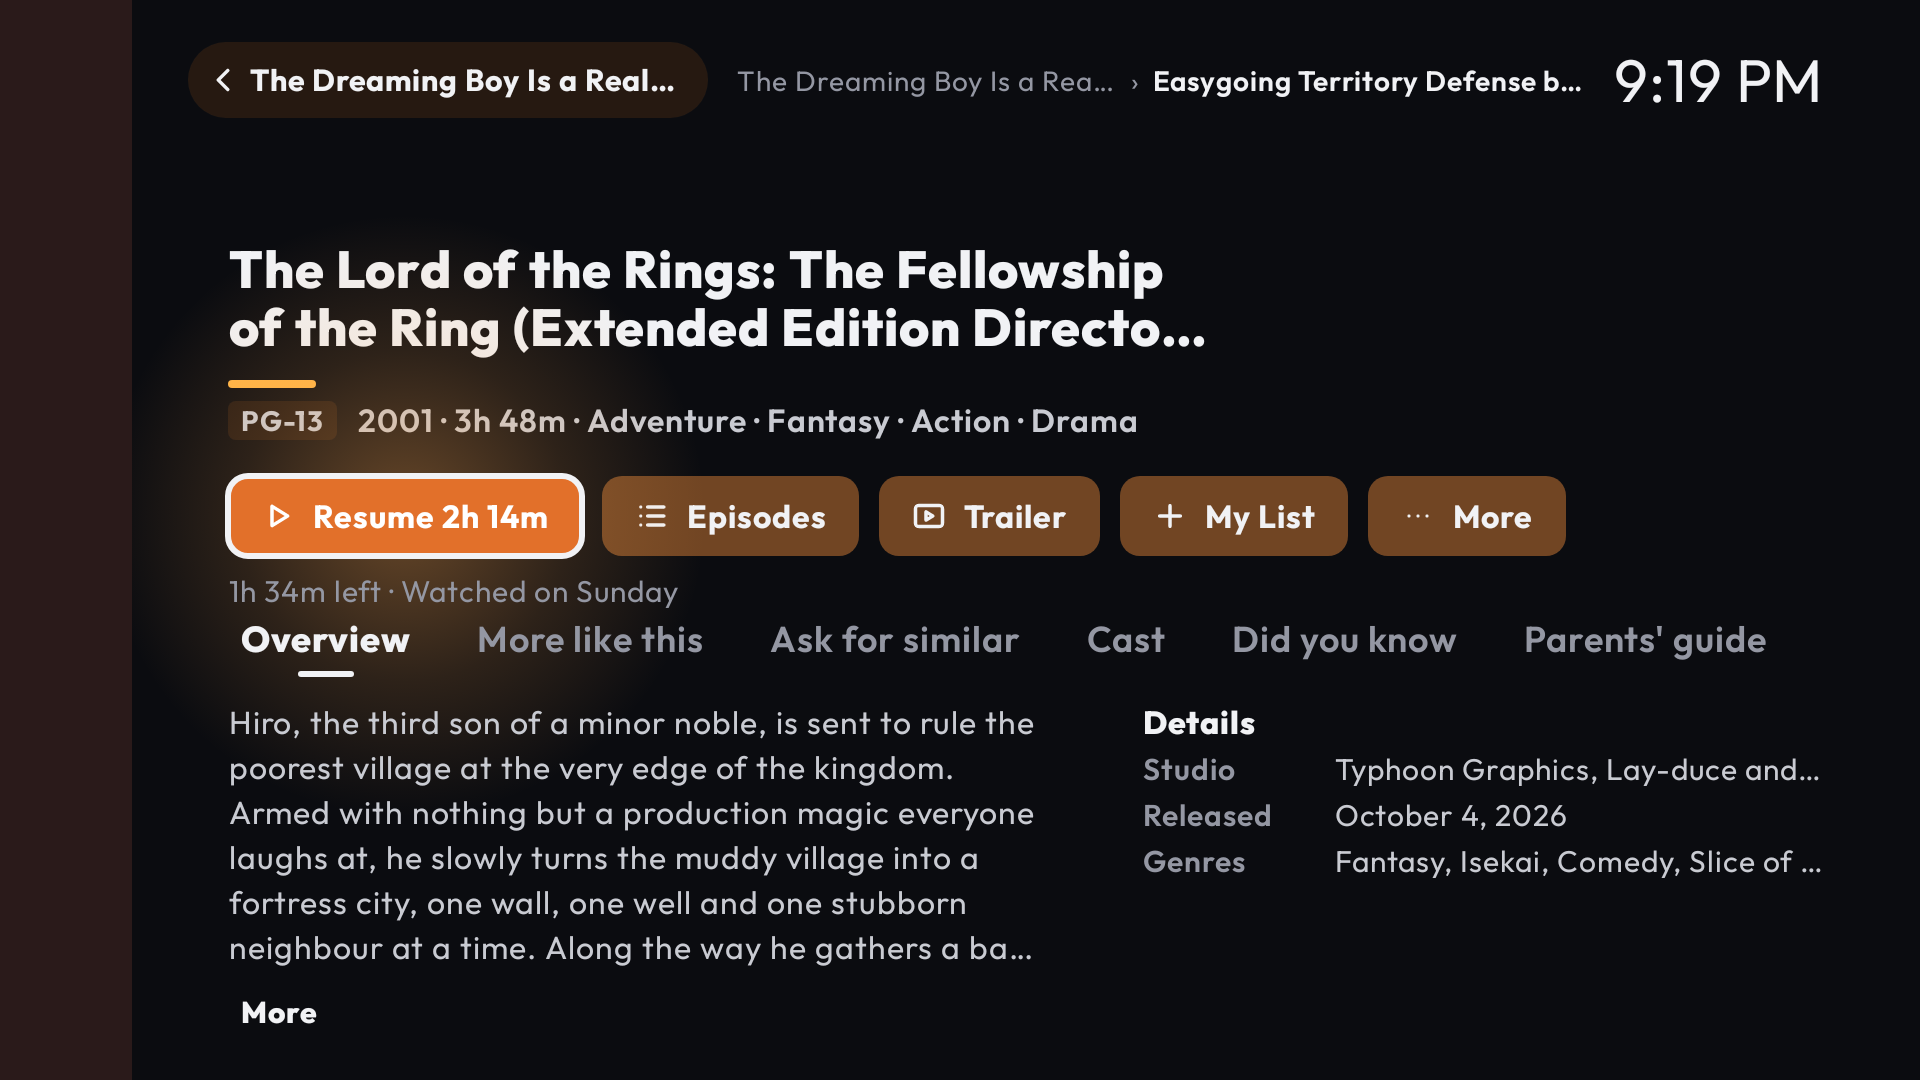 The Dreaming Boy Is a Real...
The Dreaming Boy Is a Rea... › Easygoing Territory Defense b...
9:19 PM
The Lord of the Rings: The Fellowship
of the Ring (Extended Edition Directo...
PG-13 2001 · 3h 48m · Adventure · Fantasy · Action · Drama
Resume 2h 14m
Episodes
Trailer
My List
More
1h 34m left · Watched on Sunday
Overview
More like this
Ask for similar
Cast
Did you know
Parents' guide
Hiro, the third son of a minor noble, is sent to rule the
poorest village at the very edge of the kingdom.
Armed with nothing but a production magic everyone
laughs at, he slowly turns the muddy village into a
fortress city, one wall, one well and one stubborn
neighbour at a time. Along the way he gathers a ba...
More
Details
Studio Typhoon Graphics, Lay-duce and...
Released October 4, 2026
Genres Fantasy, Isekai, Comedy, Slice of ...